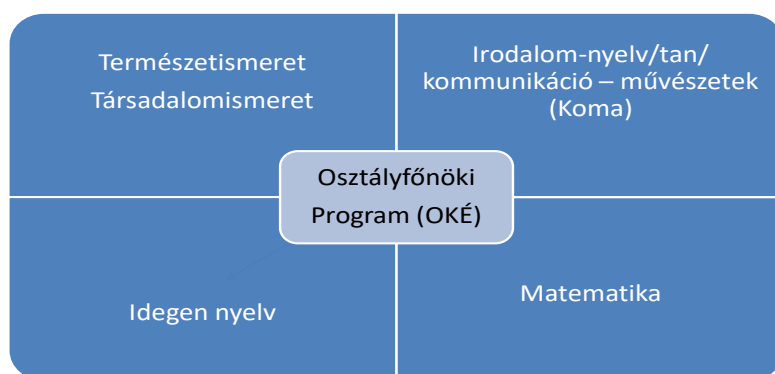 Természetismeret
Társadalomismeret
Irodalom-nyelv/tan/
kommunikáció – művészetek
(Koma)
Osztályfőnöki
Program (OKÉ)
Idegen nyelv
Matematika